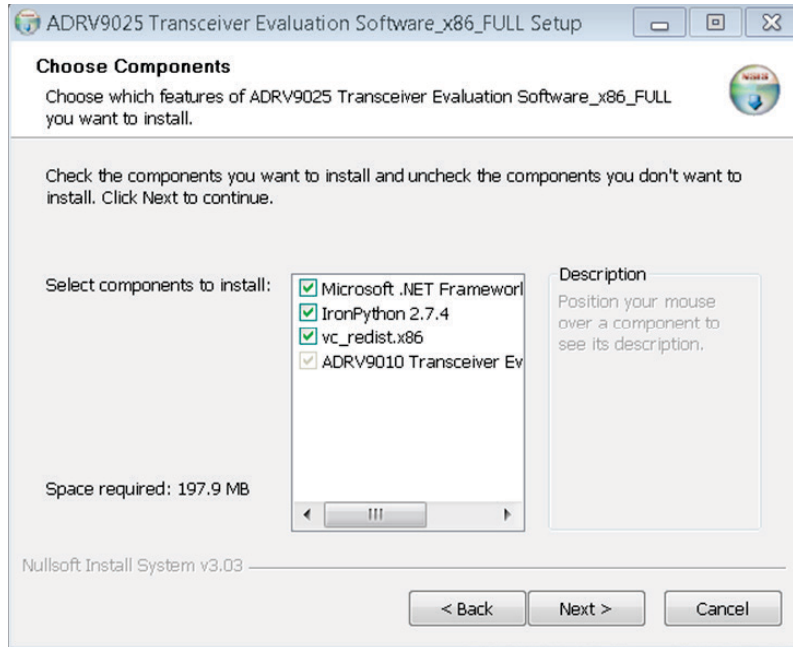 ADRV9025 Transceiver Evaluation Software_x86_FULL Setup
Choose Components
Choose which features of ADRV9025 Transceiver Evaluation Software_x86_FULL
you want to install.
Check the components you want to install and uncheck the components you don't want to
install. Click Next to continue.
Select components to install:
Microsoft .NET Framework
IronPython 2.7.4
vc_redist.x86
ADRV9010 Transceiver Ev
Description
Position your mouse
over a component to
see its description.
Space required: 197.9 MB
Nullsoft Install System v3.03
< Back
Next >
Cancel